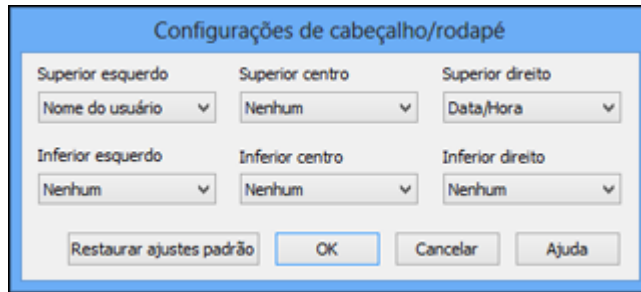 Configurações de cabeçalho/rodapé
Superior esquerdo Superior centro Superior direito
Nome do usuário Nenhum Data/Hora
Inferior esquerdo Inferior centro Inferior direito
Nenhum Nenhum Nenhum
Restaurar ajustes padrão OK Cancelar Ajuda